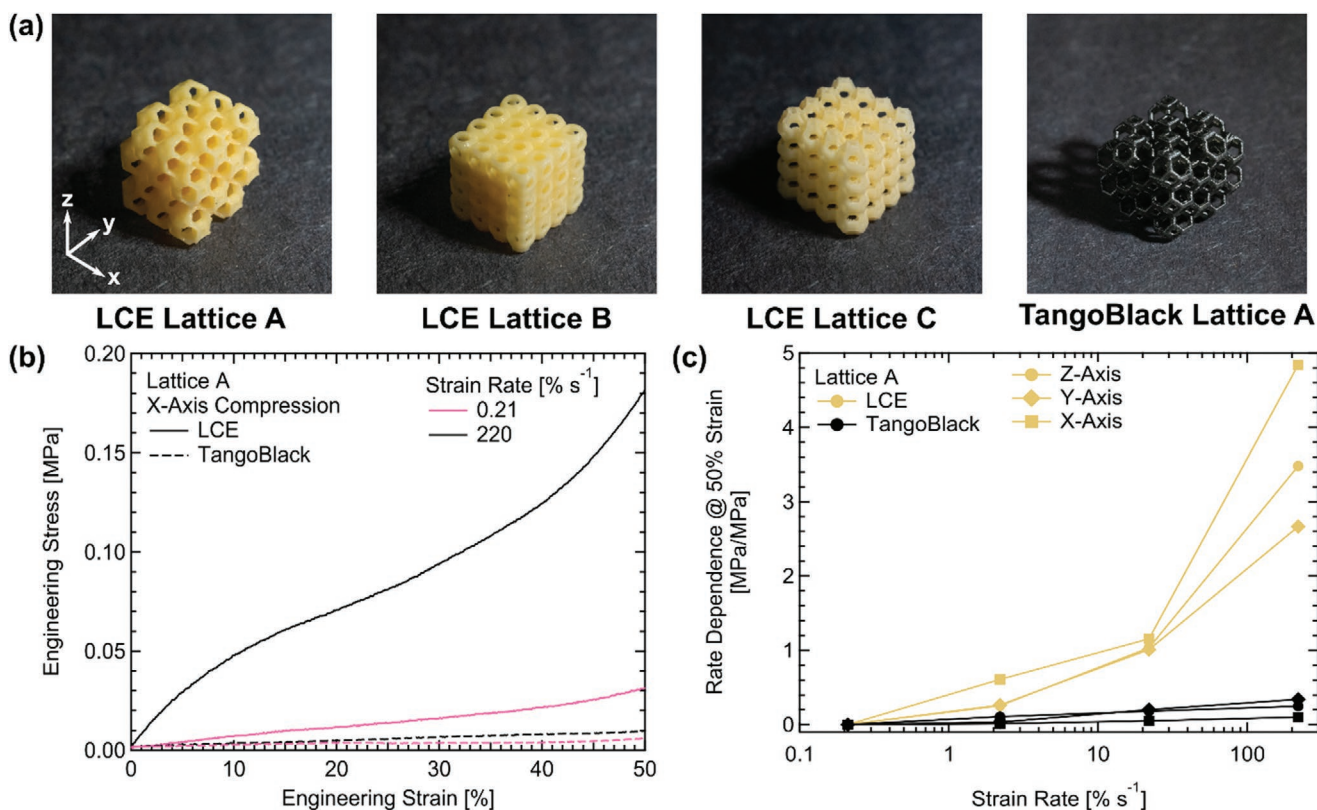 (a)
z
y
x
LCE Lattice A
LCE Lattice B
LCE Lattice C
TangoBlack Lattice A
(b)
0.20
0.15
0.10
0.05
0.00
Engineering Stress [MPa]
Lattice A
X-Axis Compression
LCE
TangoBlack
Strain Rate [% s⁻¹]
0.21
220
0
10
20
30
40
50
Engineering Strain [%]
(c)
5
4
3
2
1
0
Rate Dependence @ 50% Strain
[MPa/MPa]
Lattice A
LCE
TangoBlack
Z-Axis
Y-Axis
X-Axis
0.1
1
10
100
Strain Rate [% s⁻¹]